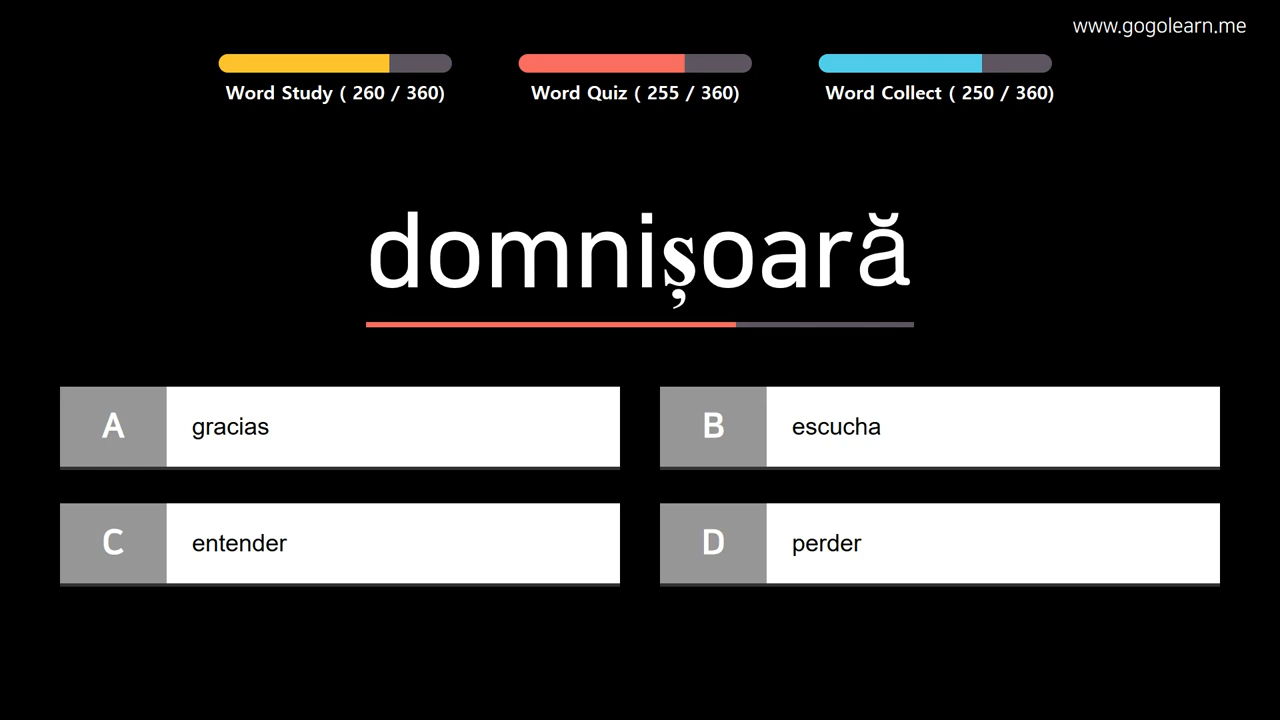 www.gogolearn.me
Word Study ( 260 / 360)
Word Quiz ( 255 / 360)
Word Collect ( 250 / 360)
domnișoară
A gracias
B escucha
C entender
D perder